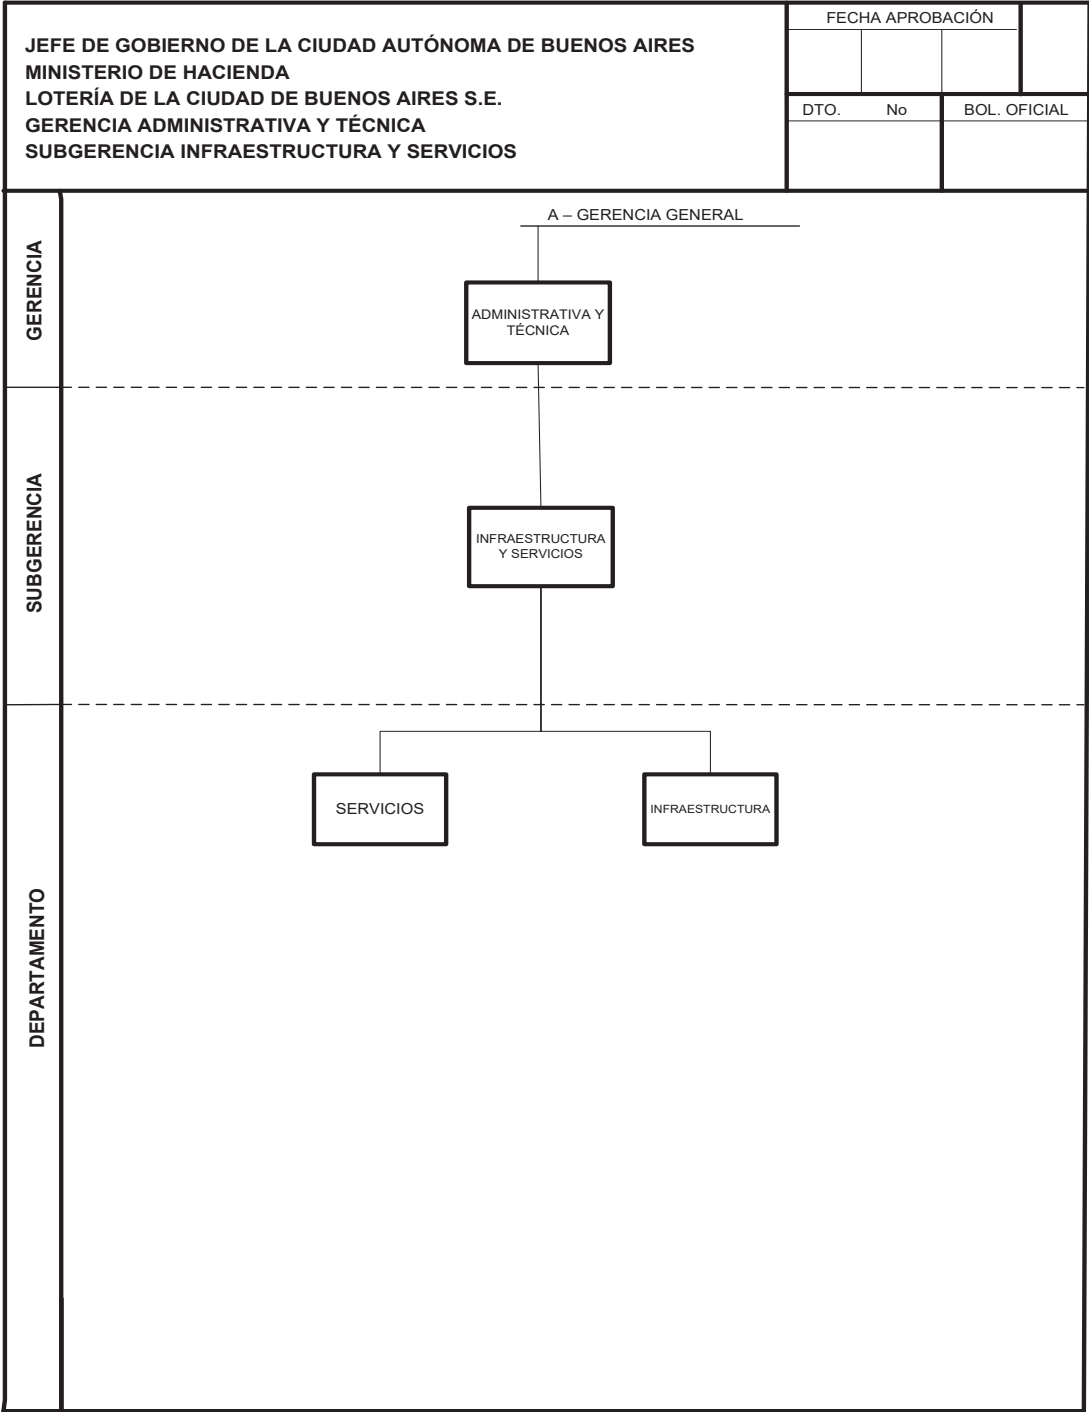 JEFE DE GOBIERNO DE LA CIUDAD AUTÓNOMA DE BUENOS AIRES
MINISTERIO DE HACIENDA
LOTERÍA DE LA CIUDAD DE BUENOS AIRES S.E.
GERENCIA ADMINISTRATIVA Y TÉCNICA
SUBGERENCIA INFRAESTRUCTURA Y SERVICIOS
FECHA APROBACIÓN
DTO. No
BOL. OFICIAL
GERENCIA
A – GERENCIA GENERAL
ADMINISTRATIVA Y
TÉCNICA
SUBGERENCIA
INFRAESTRUCTURA
Y SERVICIOS
DEPARTAMENTO
SERVICIOS
INFRAESTRUCTURA